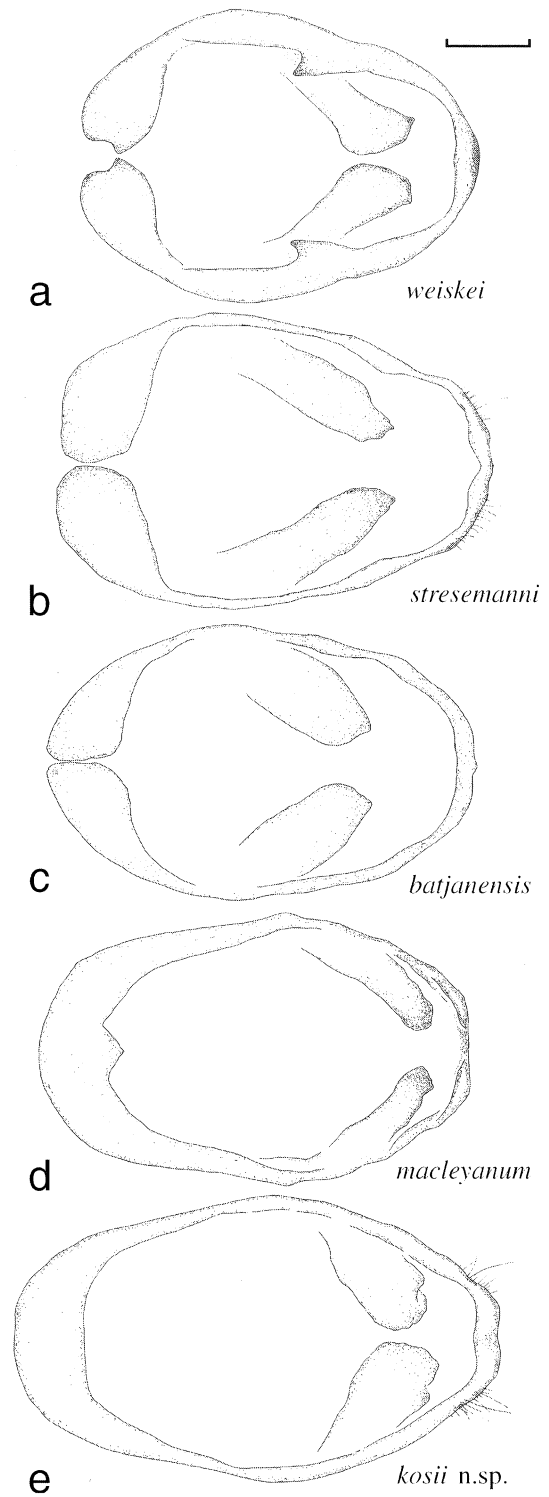 a weiskei
b stresemanni
c batjanensis
d macleyanum
e kosii n.sp.